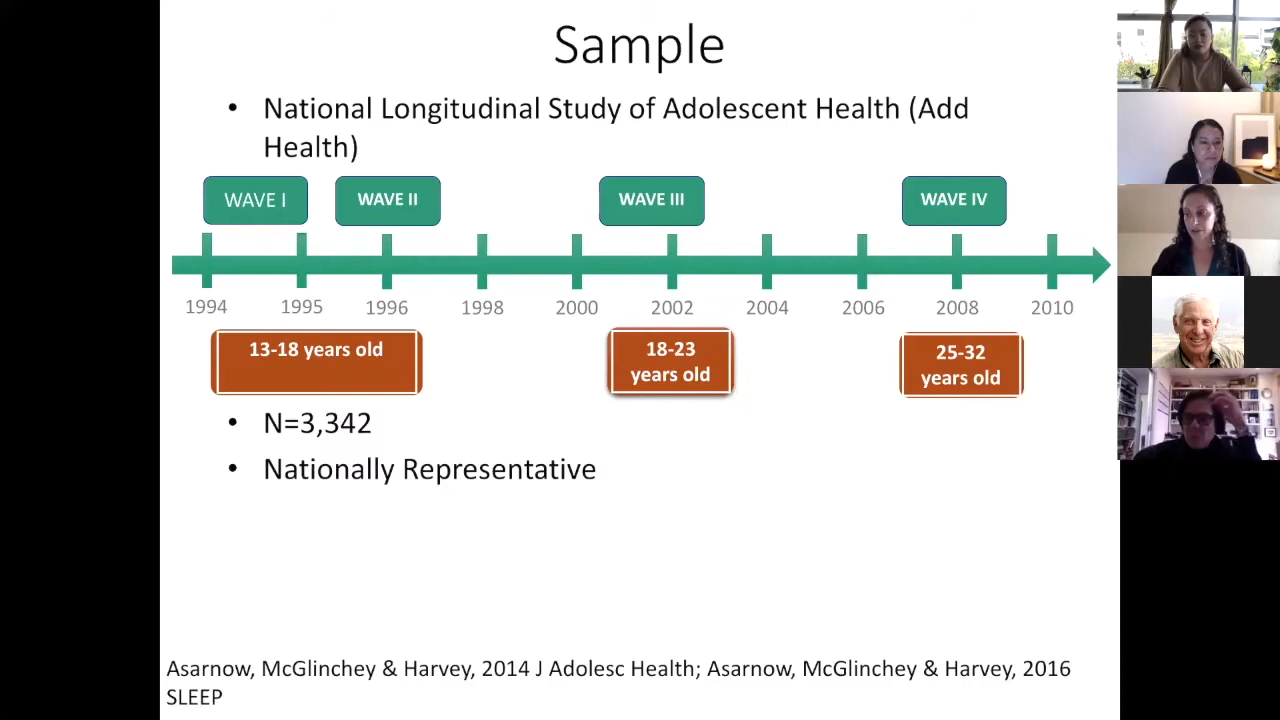 Sample
• National Longitudinal Study of Adolescent Health (Add
Health)
WAVE I
WAVE II
WAVE III
WAVE IV
1994 1995 1996 1998 2000 2002 2004 2006 2008 2010
13-18 years old
18-23
years old
25-32
years old
• N=3,342
• Nationally Representative
Asarnow, McGlinchey & Harvey, 2014 J Adolesc Health; Asarnow, McGlinchey & Harvey, 2016
SLEEP